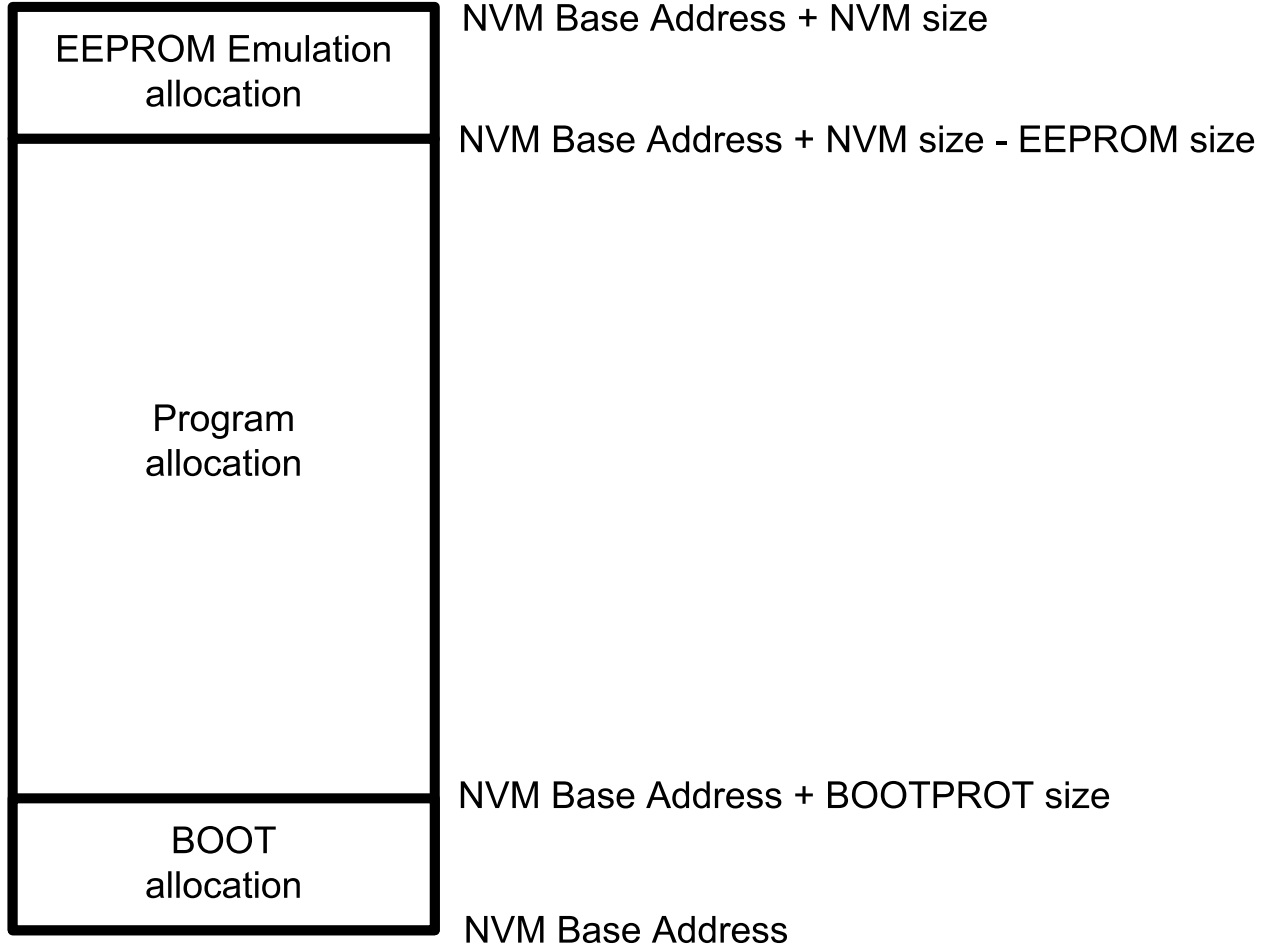 NVM Base Address + NVM size
EEPROM Emulation
allocation
NVM Base Address + NVM size - EEPROM size
Program
allocation
NVM Base Address + BOOTPROT size
BOOT
allocation
NVM Base Address